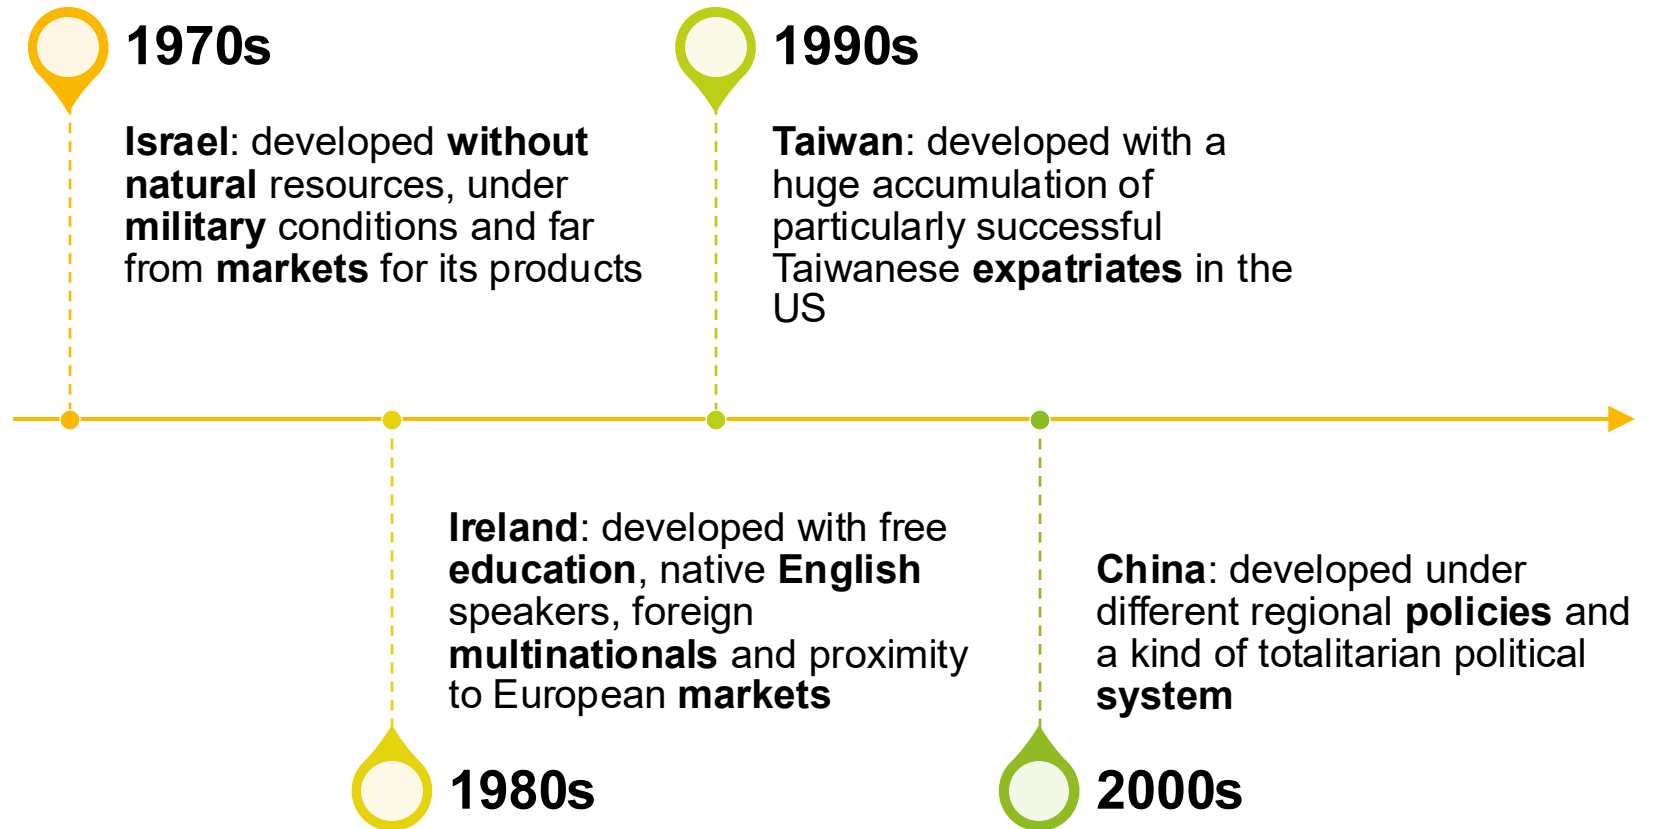 1970s
Israel: developed without
natural resources, under
military conditions and far
from markets for its products
1990s
Taiwan: developed with a
huge accumulation of
particularly successful
Taiwanese expatriates in the
US
Ireland: developed with free
education, native English
speakers, foreign
multinationals and proximity
to European markets
1980s
China: developed under
different regional policies and
a kind of totalitarian political
system
2000s